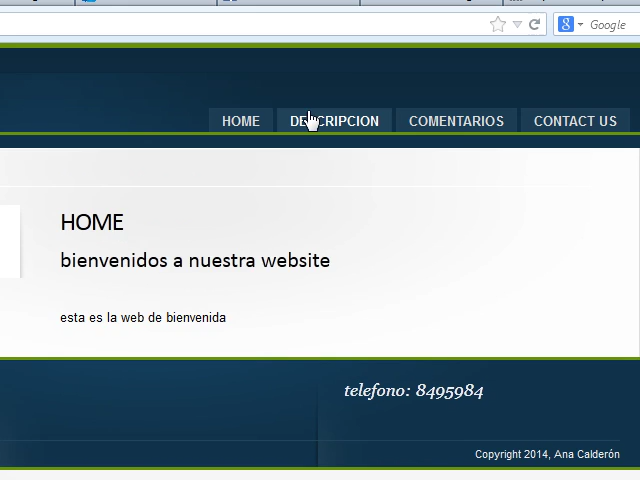 Google
HOME DESCRIPCION COMENTARIOS CONTACT US
HOME
bienvenidos a nuestra website
esta es la web de bienvenida
telefono: 8495984
Copyright 2014, Ana Calderón